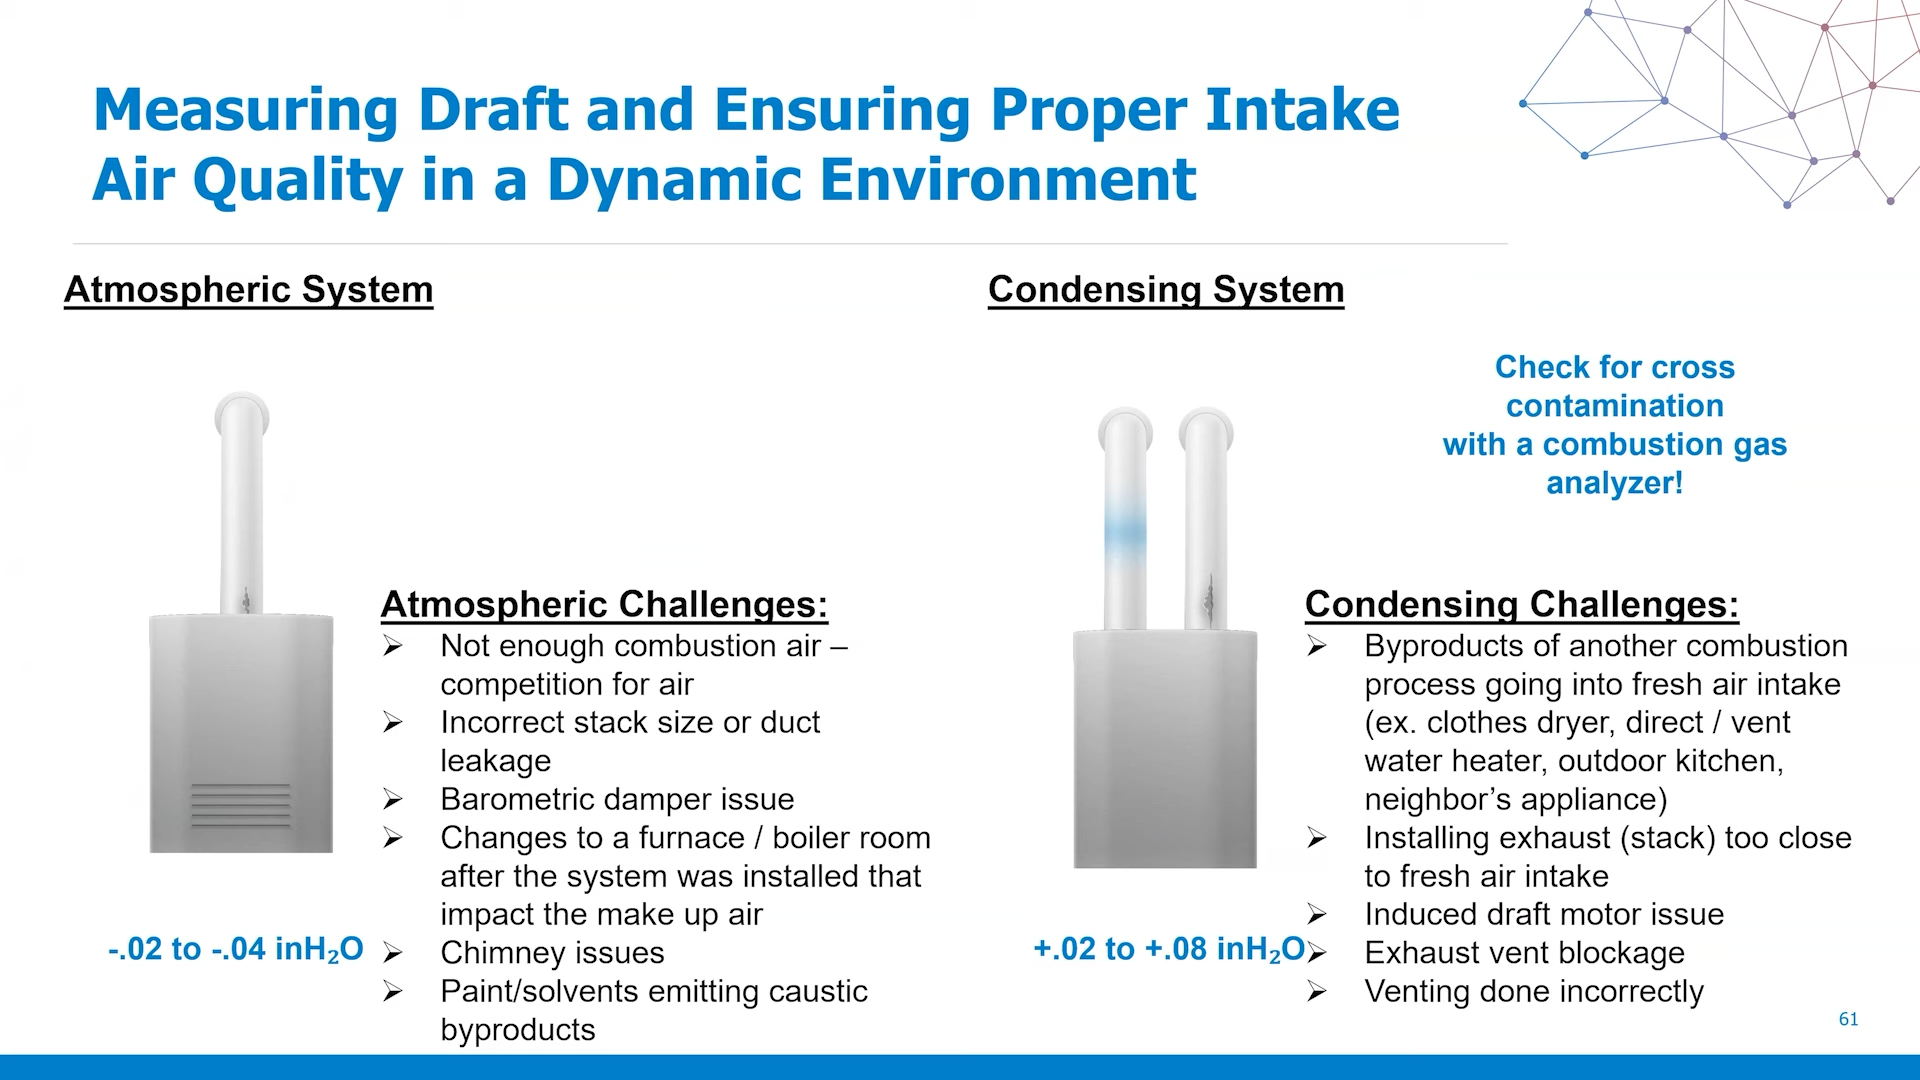 Measuring Draft and Ensuring Proper Intake
Air Quality in a Dynamic Environment
Atmospheric System
Atmospheric Challenges:
➢ Not enough combustion air –
competition for air
➢ Incorrect stack size or duct
leakage
➢ Barometric damper issue
➢ Changes to a furnace / boiler room
after the system was installed that
impact the make up air
➢ Chimney issues
➢ Paint/solvents emitting caustic
byproducts
-.02 to -.04 inH₂O
Condensing System
Check for cross
contamination
with a combustion gas
analyzer!
Condensing Challenges:
➢ Byproducts of another combustion
process going into fresh air intake
(ex. clothes dryer, direct / vent
water heater, outdoor kitchen,
neighbor’s appliance)
➢ Installing exhaust (stack) too close
to fresh air intake
➢ Induced draft motor issue
➢ Exhaust vent blockage
➢ Venting done incorrectly
+.02 to +.08 inH₂O
61